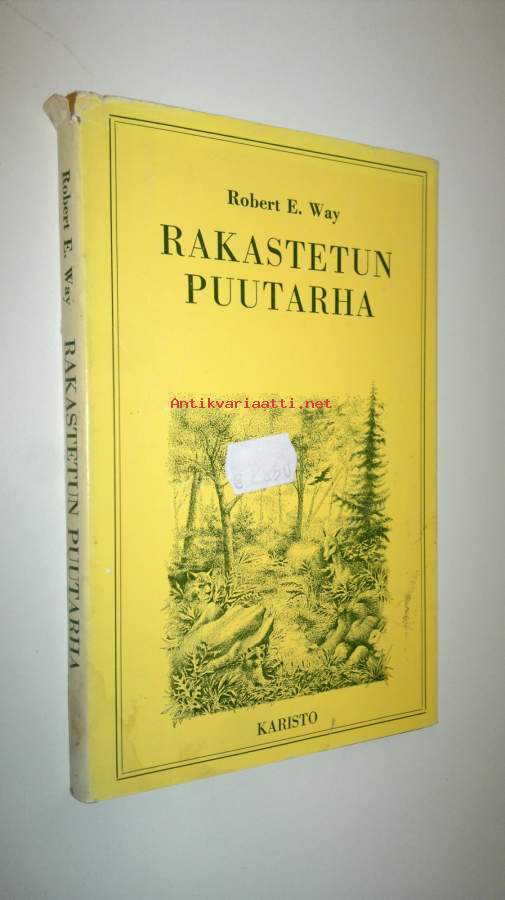 Robert E. Way
RAKASTETUN
PUUTARHA
Antikvariaatti.net
KARISTO
Robert E. Way RAKASTETUN PUUTARHA